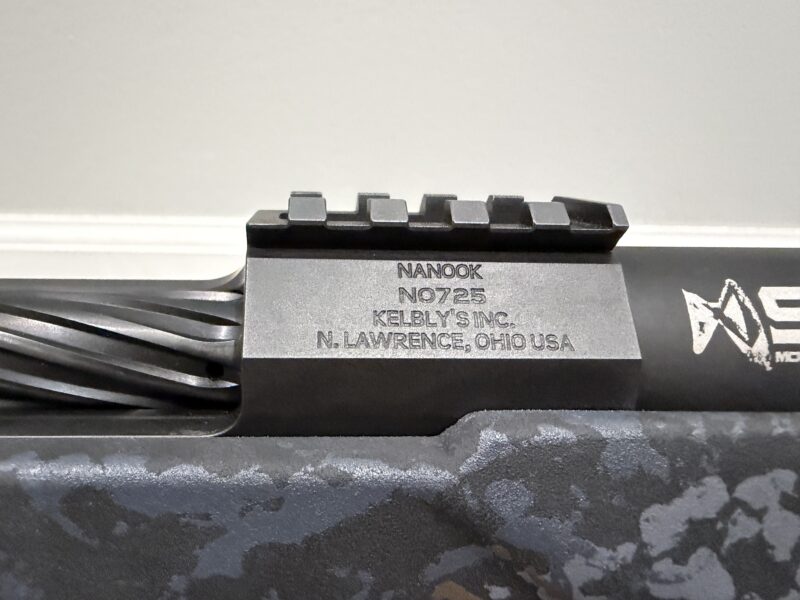 NANOOK
N0725
KELBLY'S INC.
N. LAWRENCE, OHIO USA